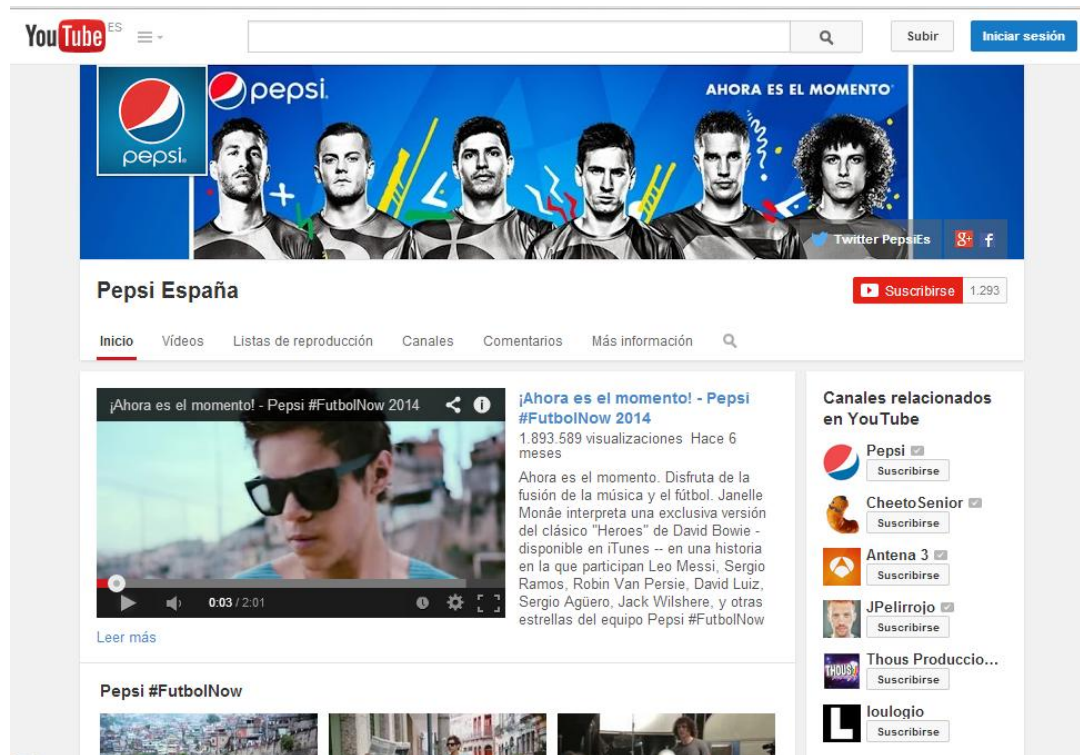 YouTube ES
Subir
Iniciar sesión
pepsi.
pepsi.
AHORA ES EL MOMENTO
Twitter PepsiEs
Pepsi España
Suscribirse 1.293
Inicio Vídeos Listas de reproducción Canales Comentarios Más información
¡Ahora es el momento! - Pepsi #FutbolNow 2014
0:03 / 2:01
¡Ahora es el momento! - Pepsi
#FutbolNow 2014
1.893.589 visualizaciones Hace 6
meses
Ahora es el momento. Disfruta de la
fusión de la música y el fútbol. Janelle
Monáe interpreta una exclusiva versión
del clásico "Heroes" de David Bowie -
disponible en iTunes -- en una historia
en la que participan Leo Messi, Sergio
Ramos, Robin Van Persie, David Luiz,
Sergio Agüero, Jack Wilshere, y otras
estrellas del equipo Pepsi #FutbolNow
Leer más
Pepsi #FutbolNow
Canales relacionados
en YouTube
Pepsi
Suscribirse
CheetoSenior
Suscribirse
Antena 3
Suscribirse
JPelirrojo
Suscribirse
THOUS
Thous Produccio...
Suscribirse
L
loulogio
Suscribirse